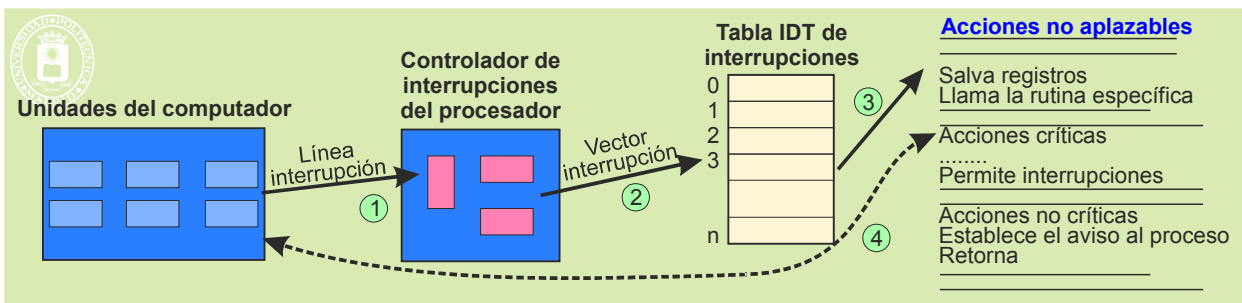 Unidades del computador
Línea
interrupción
1
Controlador de
interrupciones
del procesador
Vector
interrupción
2
Tabla IDT de
interrupciones
0
1
2
3
n
3
4
Acciones no aplazables
Salva registros
Llama la rutina específica
Acciones críticas
........
Permite interrupciones
Acciones no críticas
Establece el aviso al proceso
Retorna